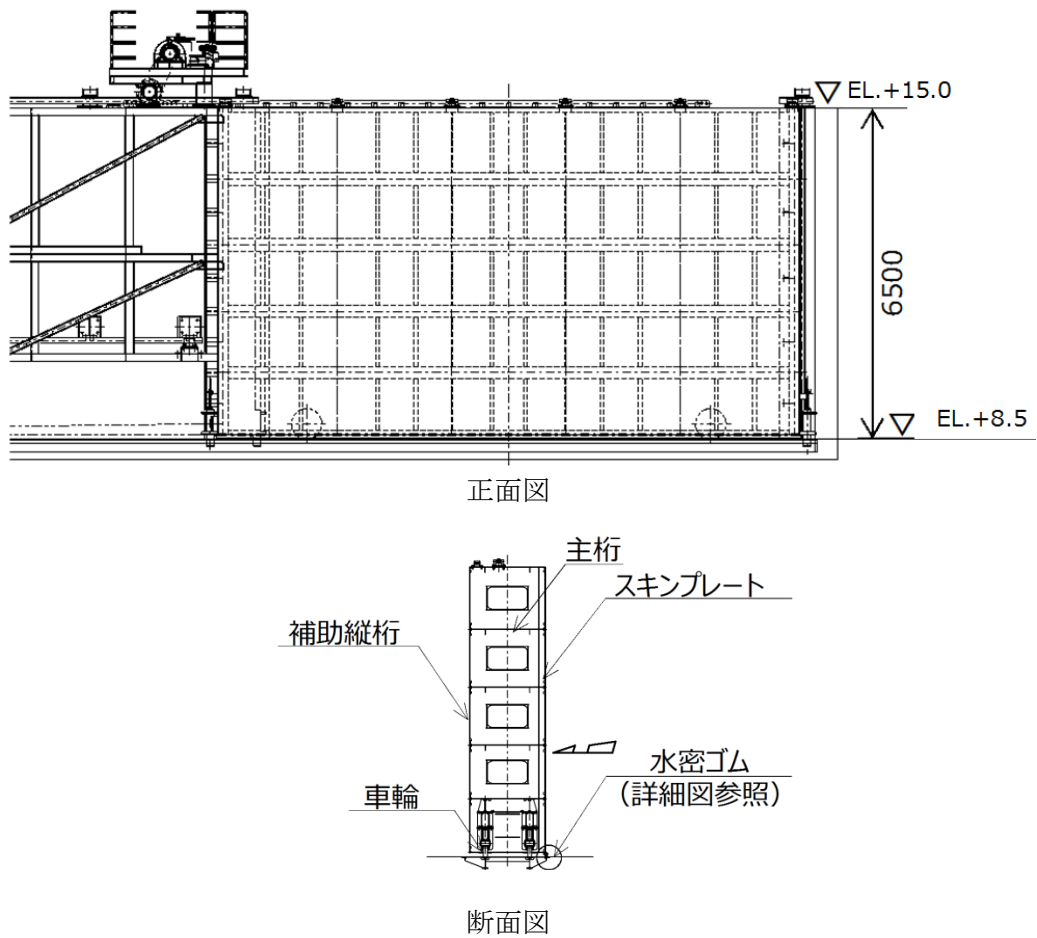 EL.+15.0
6500
EL.+8.5
正面図
主桁
スキンプレート
補助縦桁
水密ゴム
（詳細図参照）
車輪
断面図